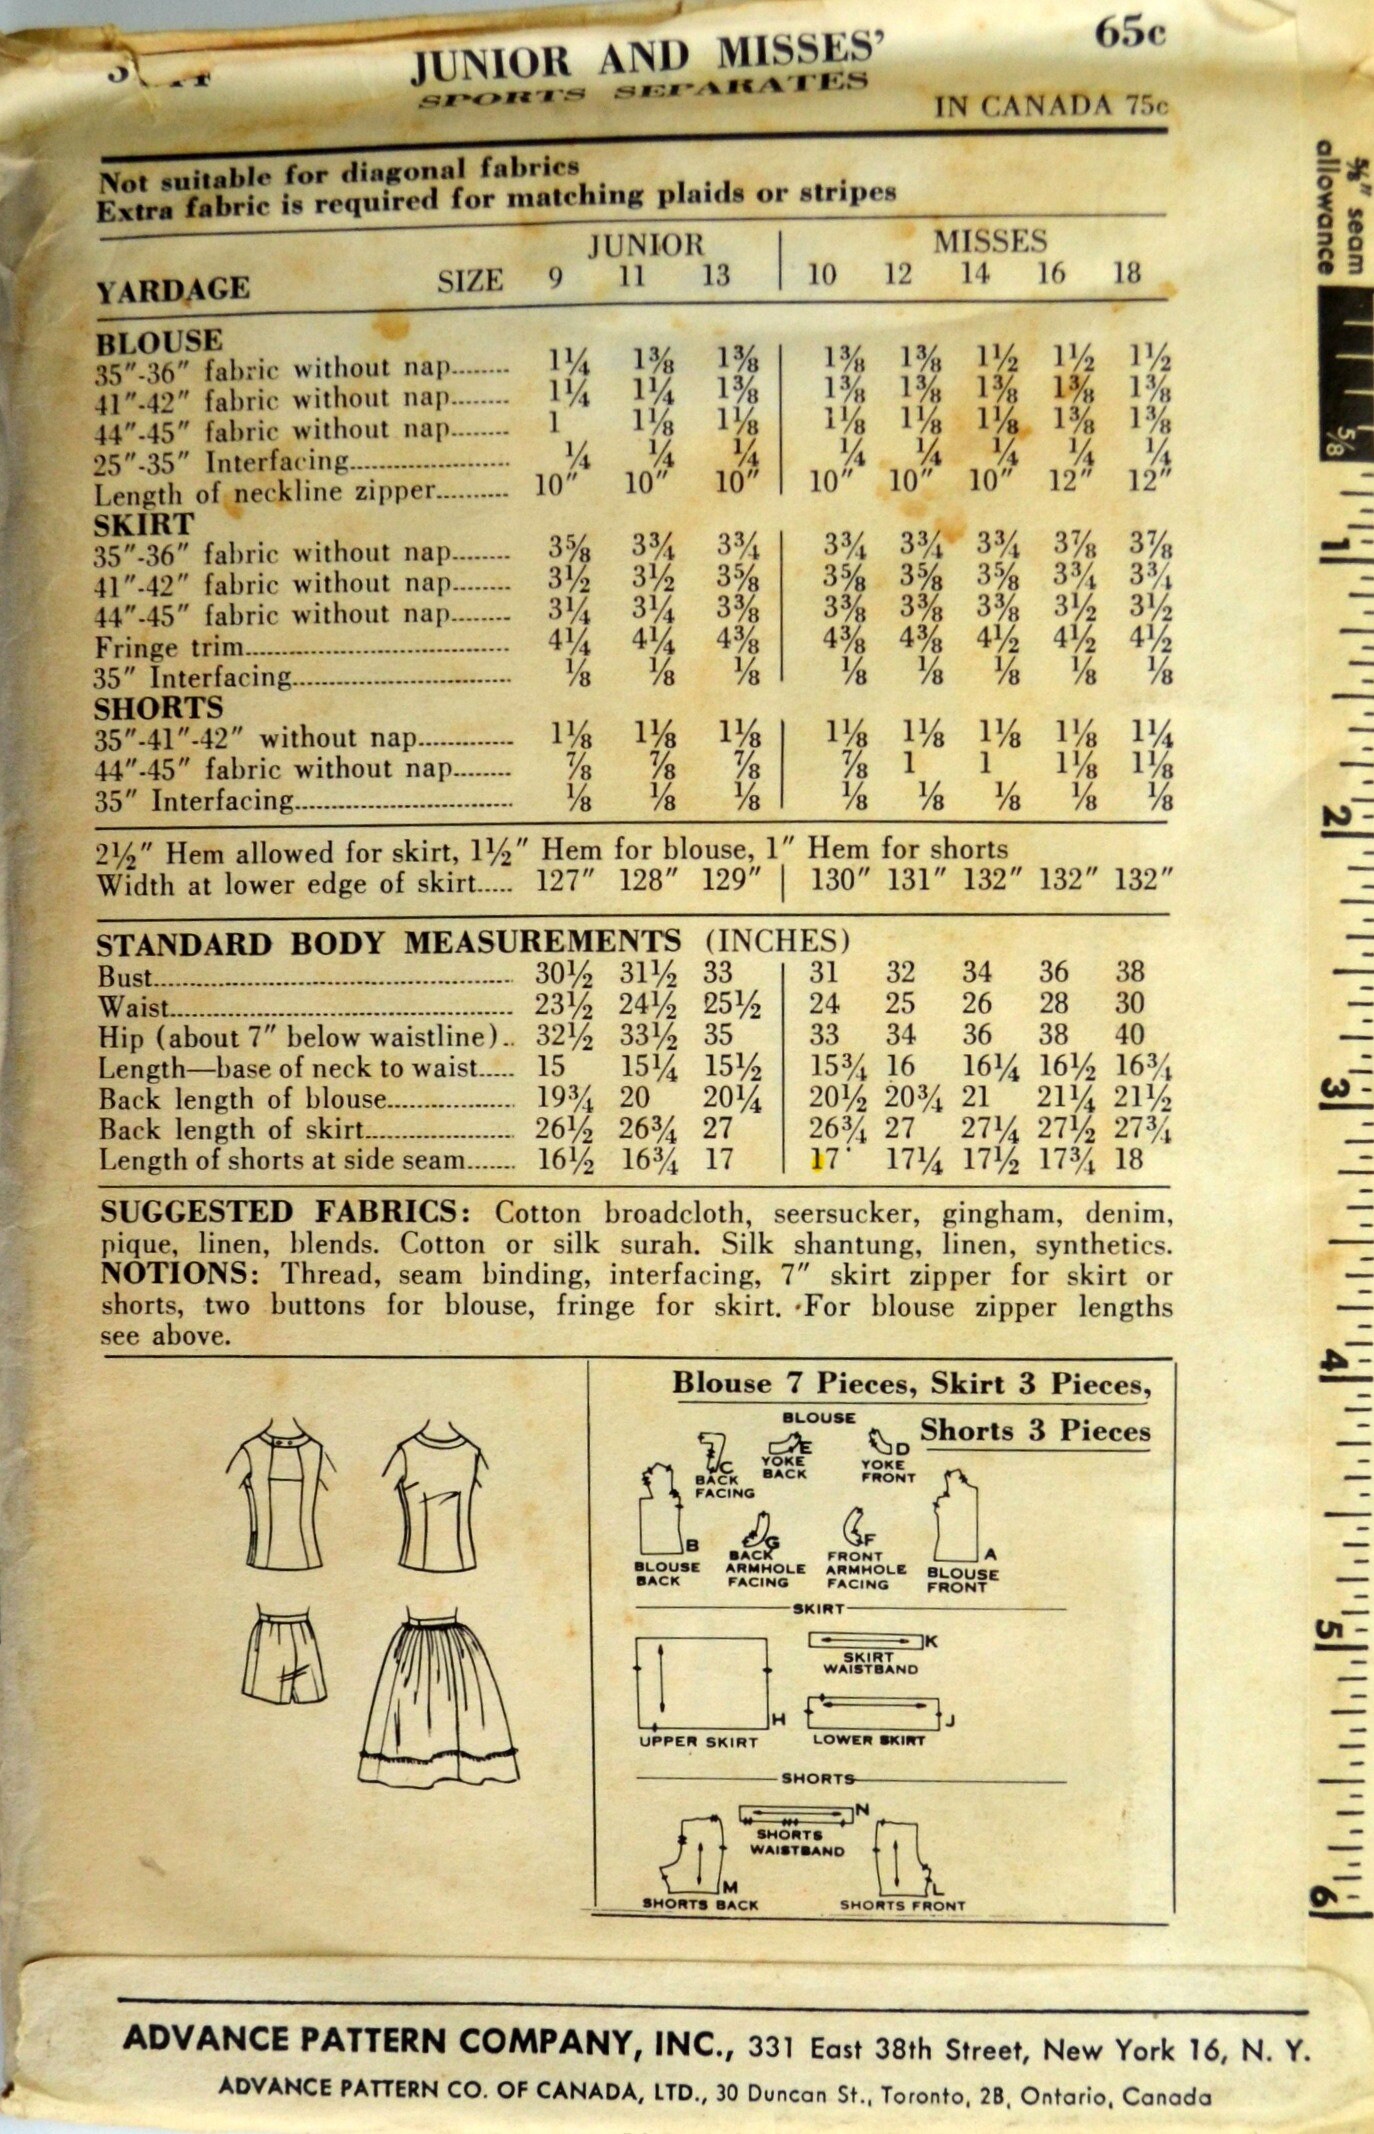 JUNIOR AND MISSES’
65c
SPORTS SEPARATES
IN CANADA 75c
Not suitable for diagonal fabrics
Extra fabric is required for matching plaids or stripes
JUNIOR MISSES
YARDAGE SIZE 9 11 13 10 12 14 16 18
BLOUSE
35″-36″ fabric without nap........ 1¼ 1⅜ 1⅜ 1⅜ 1⅜ 1½ 1½ 1½
41″-42″ fabric without nap........ 1¼ 1¼ 1⅜ 1⅜ 1⅜ 1⅜ 1⅜ 1⅜
44″-45″ fabric without nap........ 1 1⅛ 1⅛ 1⅛ 1⅛ 1⅛ 1⅜ 1⅜
25″-35″ Interfacing........ ¼ ¼ ¼ ¼ ¼ ¼ ¼ ¼
Length of neckline zipper........ 10″ 10″ 10″ 10″ 10″ 10″ 12″ 12″
SKIRT
35″-36″ fabric without nap........ 3⅝ 3¾ 3¾ 3¾ 3¾ 3¾ 3⅞ 3⅞
41″-42″ fabric without nap........ 3½ 3½ 3⅝ 3⅝ 3⅝ 3⅝ 3¾ 3¾
44″-45″ fabric without nap........ 3¼ 3¼ 3⅜ 3⅜ 3⅜ 3⅜ 3½ 3½
Fringe trim........ 4¼ 4¼ 4⅜ 4⅜ 4⅜ 4½ 4½ 4½
35″ Interfacing........ ⅛ ⅛ ⅛ ⅛ ⅛ ⅛ ⅛ ⅛
SHORTS
35″-41″-42″ without nap........ 1⅛ 1⅛ 1⅛ 1⅛ 1⅛ 1⅛ 1⅛ 1¼
44″-45″ fabric without nap........ ⅞ ⅞ ⅞ ⅞ 1 1 1⅛ 1⅛
35″ Interfacing........ ⅛ ⅛ ⅛ ⅛ ⅛ ⅛ ⅛ ⅛
2½″ Hem allowed for skirt, 1½″ Hem for blouse, 1″ Hem for shorts
Width at lower edge of skirt..... 127″ 128″ 129″ 130″ 131″ 132″ 132″ 132″
STANDARD BODY MEASUREMENTS (INCHES)
Bust........ 30½ 31½ 33 31 32 34 36 38
Waist........ 23½ 24½ 25½ 24 25 26 28 30
Hip (about 7″ below waistline).. 32½ 33½ 35 33 34 36 38 40
Length—base of neck to waist..... 15 15¼ 15½ 15¾ 16 16¼ 16½ 16¾
Back length of blouse........ 19¾ 20 20¼ 20½ 20¾ 21 21¼ 21½
Back length of skirt........ 26½ 26¾ 27 26¾ 27 27¼ 27½ 27¾
Length of shorts at side seam....... 16½ 16¾ 17 17 17¼ 17½ 17¾ 18
SUGGESTED FABRICS: Cotton broadcloth, seersucker, gingham, denim,
pique, linen, blends. Cotton or silk surah. Silk shantung, linen, synthetics.
NOTIONS: Thread, seam binding, interfacing, 7″ skirt zipper for skirt or
shorts, two buttons for blouse, fringe for skirt. For blouse zipper lengths
see above.
Blouse 7 Pieces, Skirt 3 Pieces,
Shorts 3 Pieces
BLOUSE
C
BACK
FACING
E
YOKE
BACK
D
YOKE
FRONT
B
BLOUSE
BACK
G
BACK
ARMHOLE
FACING
F
FRONT
ARMHOLE
FACING
A
BLOUSE
FRONT
SKIRT
H
UPPER SKIRT
K
SKIRT
WAISTBAND
J
LOWER SKIRT
SHORTS
M
SHORTS BACK
N
SHORTS
WAISTBAND
L
SHORTS FRONT
⅝″ seam
allowance
5/8
1
2
3
4
5
6
ADVANCE PATTERN COMPANY, INC., 331 East 38th Street, New York 16, N. Y.
ADVANCE PATTERN CO. OF CANADA, LTD., 30 Duncan St., Toronto, 2B, Ontario, Canada